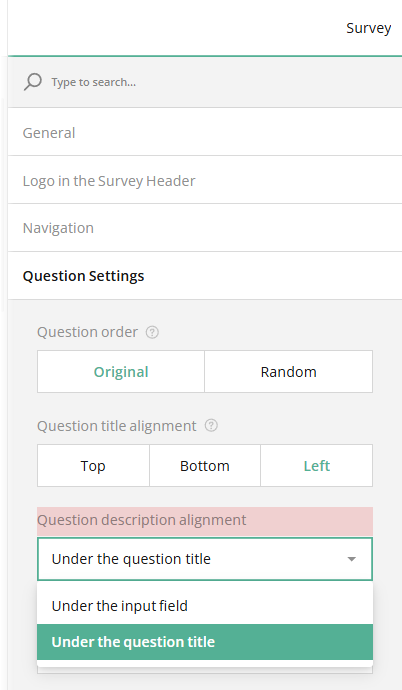 Survey
Type to search...
General
Logo in the Survey Header
Navigation
Question Settings
Question order ?
Original Random
Question title alignment ?
Top Bottom Left
Question description alignment
Under the question title
Under the input field
Under the question title